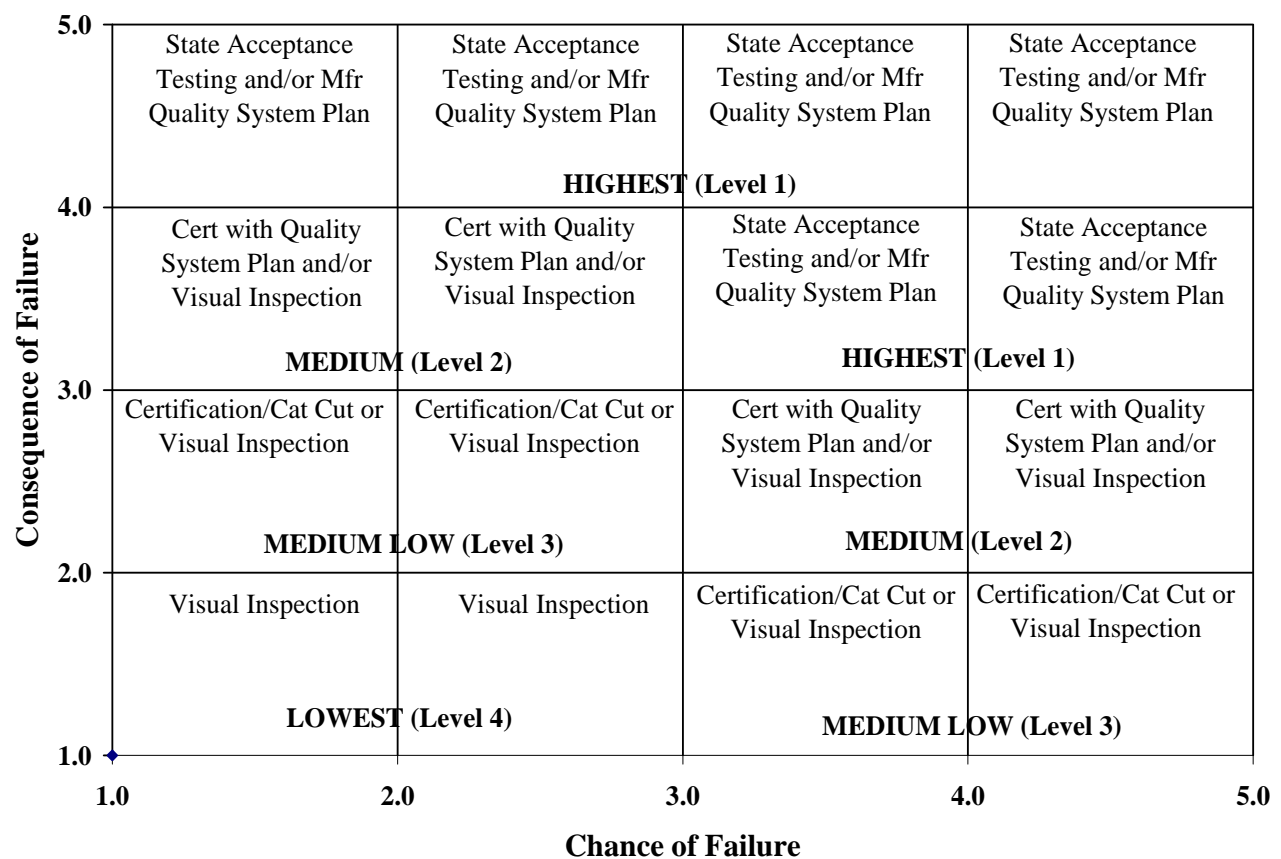 Consequence of Failure
5.0
State Acceptance
Testing and/or Mfr
Quality System Plan
State Acceptance
Testing and/or Mfr
Quality System Plan
State Acceptance
Testing and/or Mfr
Quality System Plan
State Acceptance
Testing and/or Mfr
Quality System Plan
HIGHEST (Level 1)
4.0
Cert with Quality
System Plan and/or
Visual Inspection
Cert with Quality
System Plan and/or
Visual Inspection
MEDIUM (Level 2)
State Acceptance
Testing and/or Mfr
Quality System Plan
State Acceptance
Testing and/or Mfr
Quality System Plan
HIGHEST (Level 1)
3.0
Certification/Cat Cut or
Visual Inspection
Certification/Cat Cut or
Visual Inspection
MEDIUM LOW (Level 3)
Cert with Quality
System Plan and/or
Visual Inspection
Cert with Quality
System Plan and/or
Visual Inspection
MEDIUM (Level 2)
2.0
Visual Inspection
Visual Inspection
LOWEST (Level 4)
Certification/Cat Cut or
Visual Inspection
Certification/Cat Cut or
Visual Inspection
MEDIUM LOW (Level 3)
1.0
1.0
2.0
3.0
4.0
5.0
Chance of Failure